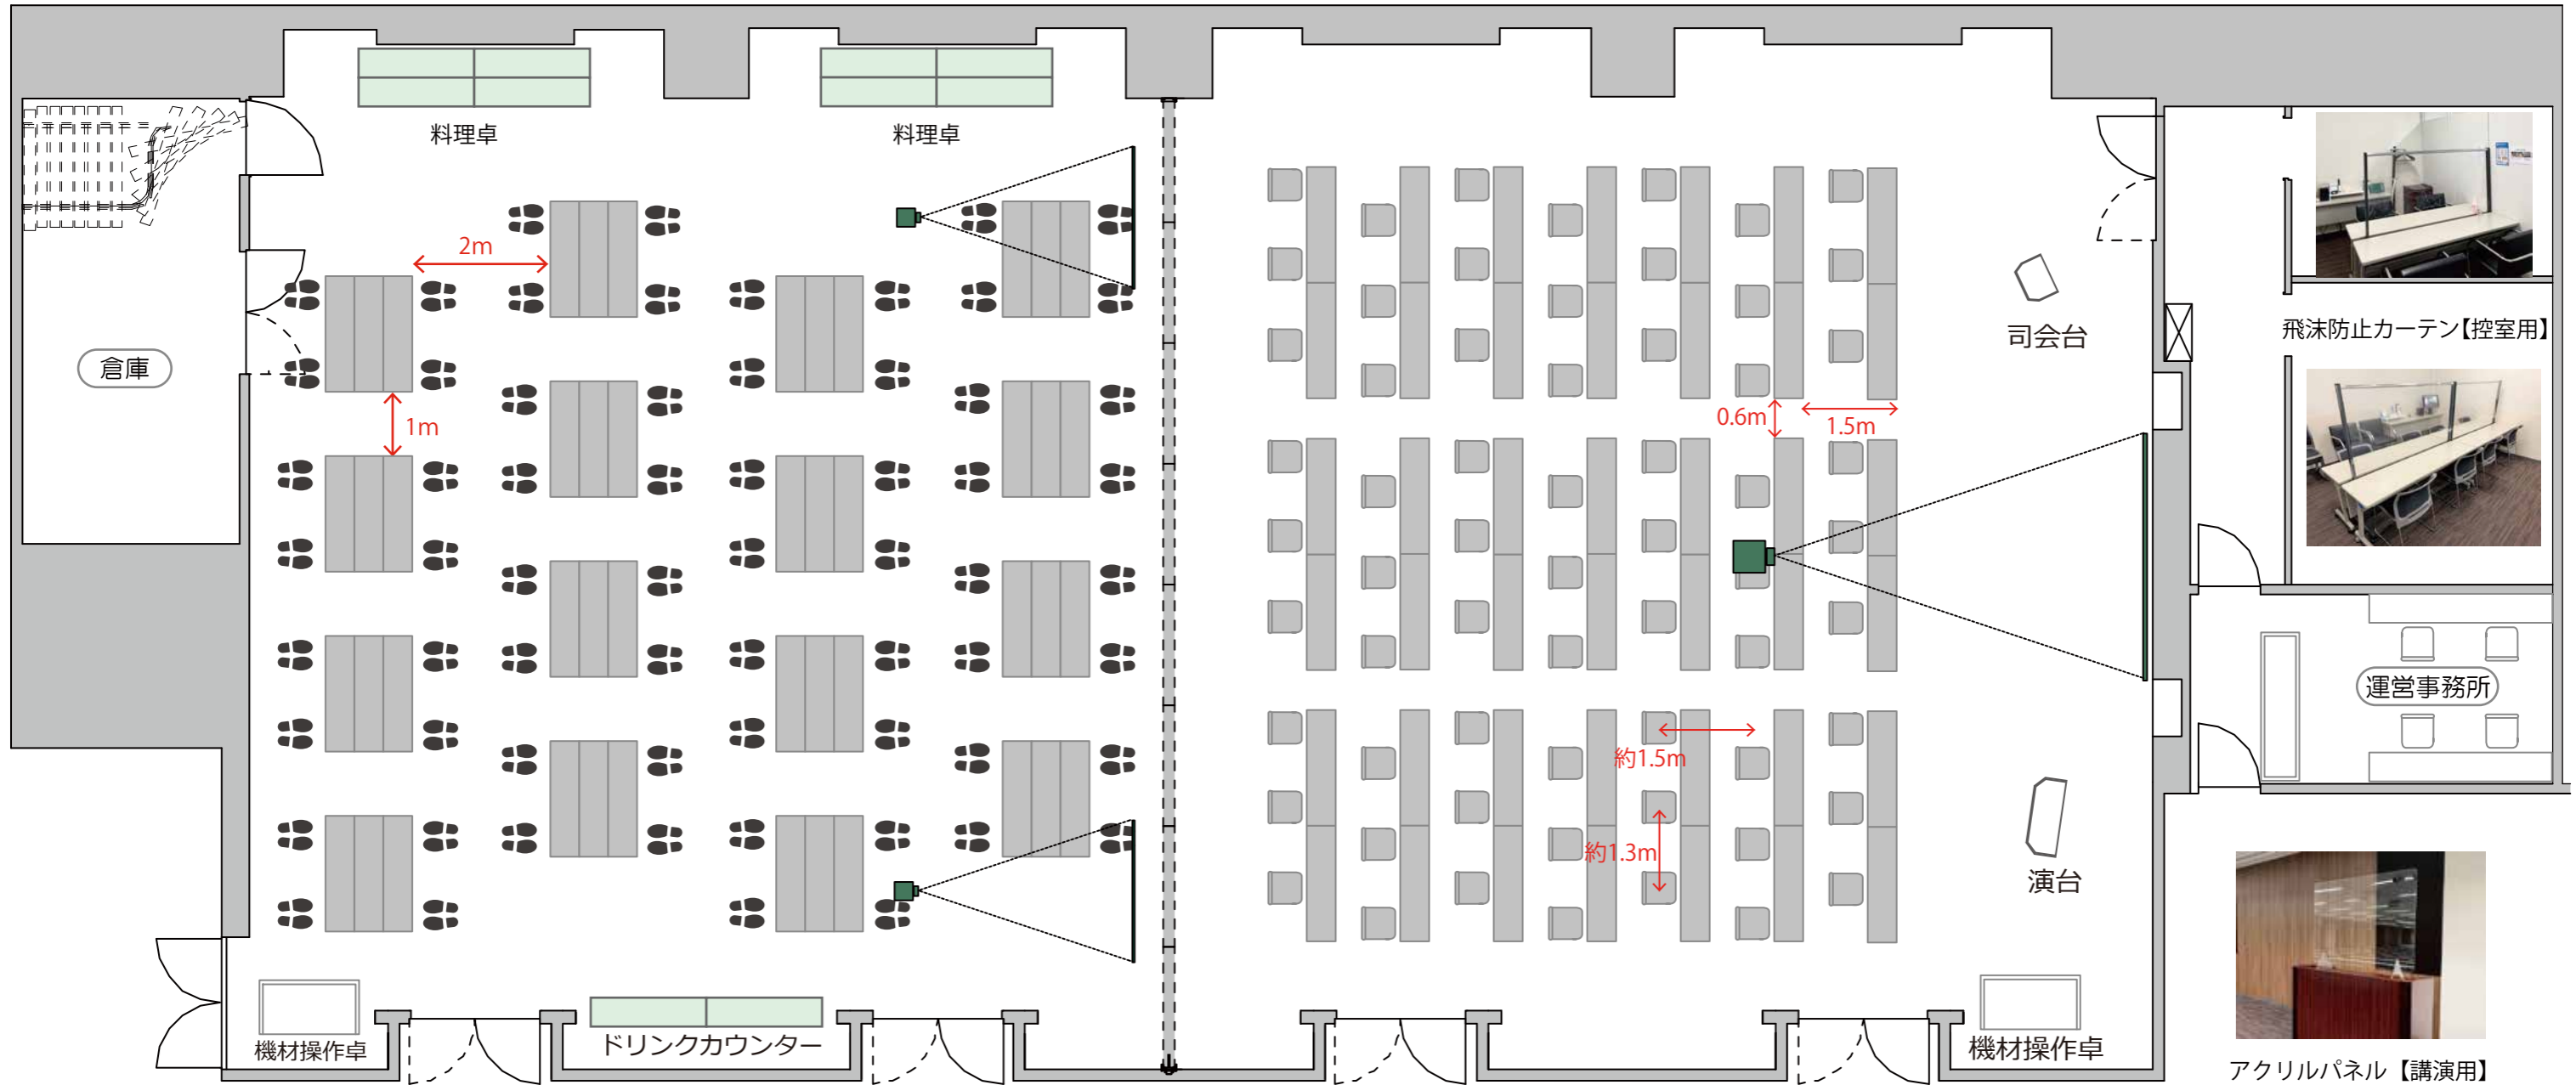 料理卓
料理卓
2m
1m
倉庫
司会台
0.6m
1.5m
飛沫防止カーテン【控室用】
運営事務所
約1.5m
約1.3m
演台
機材操作卓
ドリンクカウンター
機材操作卓
アクリルパネル【講演用】